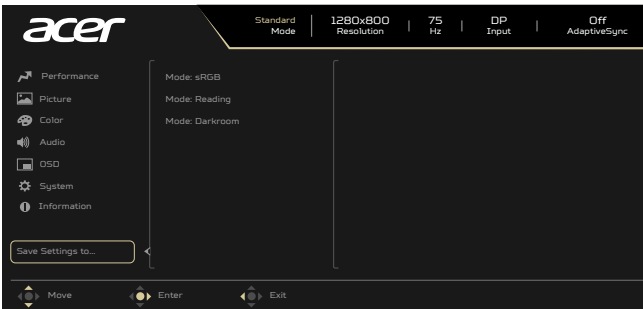 acer
Standard 1280x800 75 DP Off
Mode Resolution Hz Input AdaptiveSync
Performance
Picture
Color
Audio
OSD
System
Information
Save Settings to...
Mode: sRGB
Mode: Reading
Mode: Darkroom
Move Enter Exit